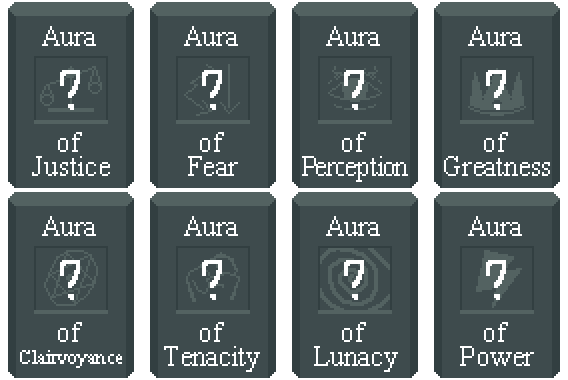 Aura
?
of
Justice
Aura
?
of
Fear
Aura
?
of
Perception
Aura
?
of
Greatness
Aura
?
of
Clairvoyance
Aura
?
of
Tenacity
Aura
?
of
Lunacy
Aura
?
of
Power